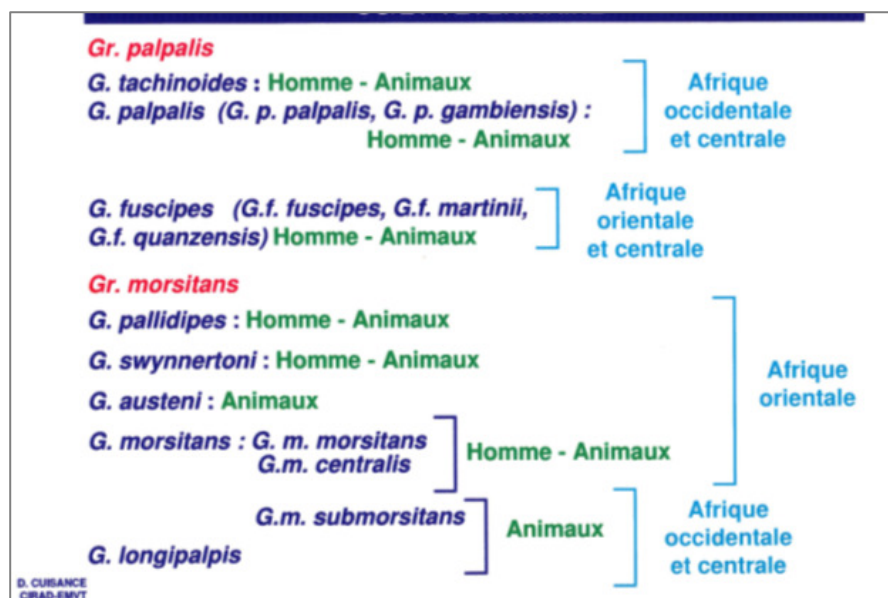 Gr. palpalis
G. tachinoides : Homme - Animaux
G. palpalis (G. p. palpalis, G. p. gambiensis) :
Homme - Animaux
Afrique
occidentale
et centrale
G. fuscipes (G.f. fuscipes, G.f. martinii,
G.f. quanzensis) Homme - Animaux
Afrique
orientale
et centrale
Gr. morsitans
G. pallidipes : Homme - Animaux
G. swynnertoni : Homme - Animaux
G. austeni : Animaux
G. morsitans : G. m. morsitans
G.m. centralis
Homme - Animaux
Afrique
orientale
G.m. submorsitans
G. longipalpis
Animaux
Afrique
occidentale
et centrale
D. CUISANCE
CIRAD-EMVT